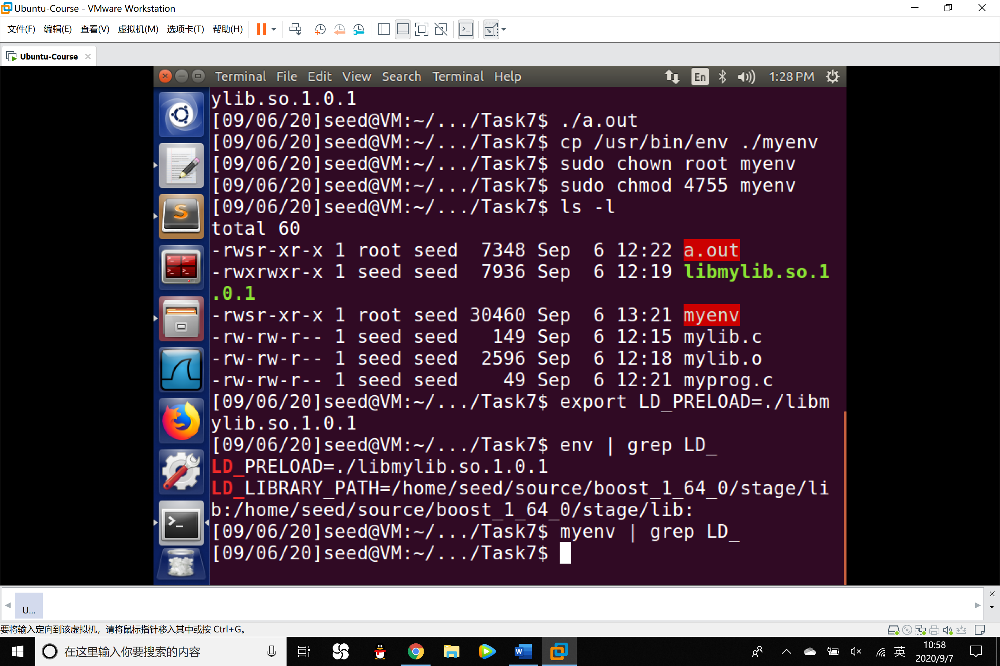 Ubuntu-Course - VMware Workstation
文件(F) 编辑(E) 查看(V) 虚拟机(M) 选项卡(T) 帮助(H)
Ubuntu-Course
Terminal File Edit View Search Terminal Help En 1:28 PM
ylib.so.1.0.1
[09/06/20]seed@VM:~/.../Task7$ ./a.out
[09/06/20]seed@VM:~/.../Task7$ cp /usr/bin/env ./myenv
[09/06/20]seed@VM:~/.../Task7$ sudo chown root myenv
[09/06/20]seed@VM:~/.../Task7$ sudo chmod 4755 myenv
[09/06/20]seed@VM:~/.../Task7$ ls -l
total 60
-rwsr-xr-x 1 root seed  7348 Sep  6 12:22 a.out
-rwxrwxr-x 1 seed seed  7936 Sep  6 12:19 libmylib.so.1
.0.1
-rwsr-xr-x 1 root seed 30460 Sep  6 13:21 myenv
-rw-rw-r-- 1 seed seed   149 Sep  6 12:15 mylib.c
-rw-rw-r-- 1 seed seed  2596 Sep  6 12:18 mylib.o
-rw-rw-r-- 1 seed seed    49 Sep  6 12:21 myprog.c
[09/06/20]seed@VM:~/.../Task7$ export LD_PRELOAD=./libm
ylib.so.1.0.1
[09/06/20]seed@VM:~/.../Task7$ env | grep LD_
LD_PRELOAD=./libmylib.so.1.0.1
LD_LIBRARY_PATH=/home/seed/source/boost_1_64_0/stage/li
b:/home/seed/source/boost_1_64_0/stage/lib:
[09/06/20]seed@VM:~/.../Task7$ myenv | grep LD_
[09/06/20]seed@VM:~/.../Task7$
U...
要将输入定向到该虚拟机，请将鼠标指针移入其中或按 Ctrl+G。
在这里输入你要搜索的内容
英
10:58
2020/9/7